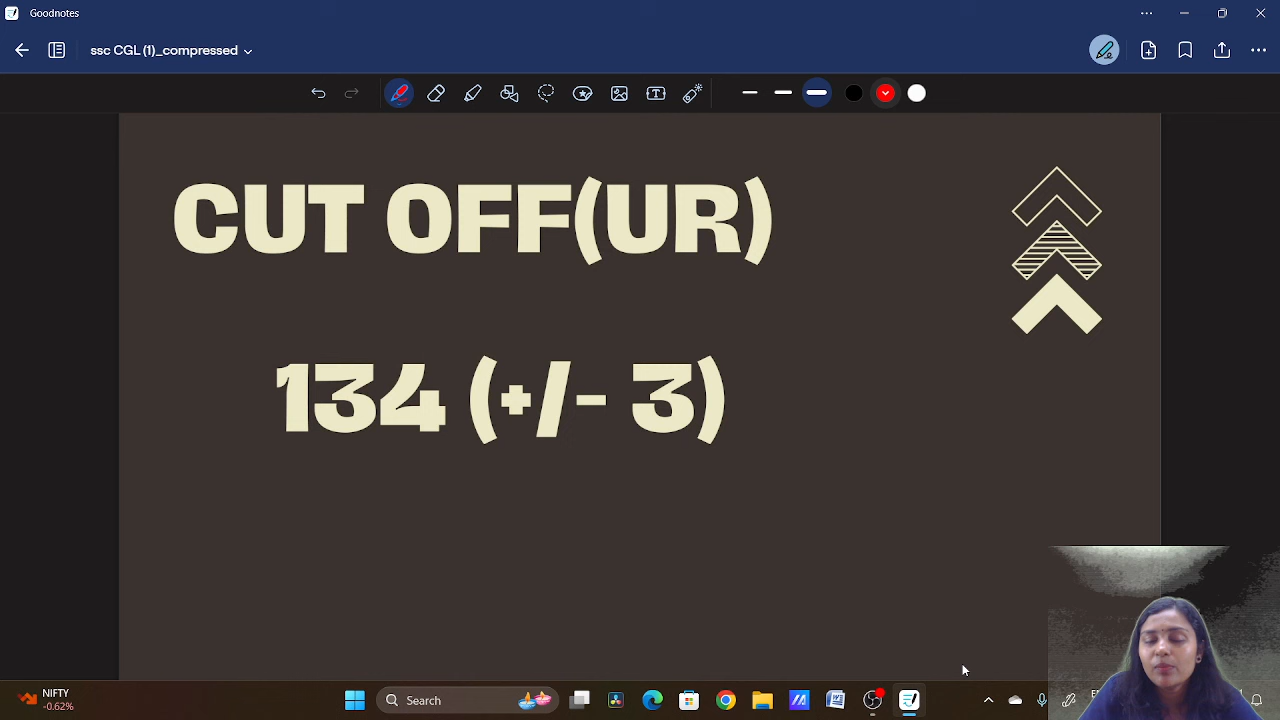 Goodnotes
ssc CGL (1)_compressed
CUT OFF(UR)
134 (+/- 3)
NIFTY
-0.62%
Search